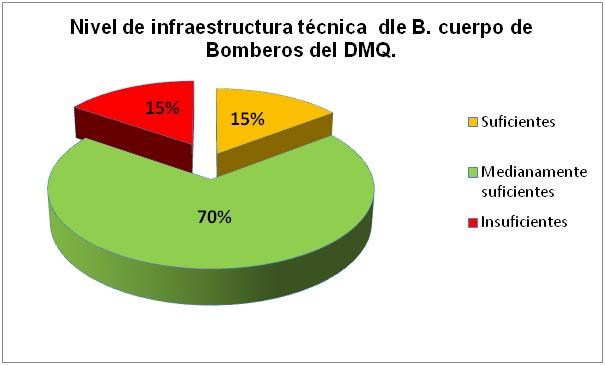 Nivel de infraestructura técnica  dle B. cuerpo de
Bomberos del DMQ.
15%
15%
70%
Suficientes
Medianamente
suficientes
Insuficientes